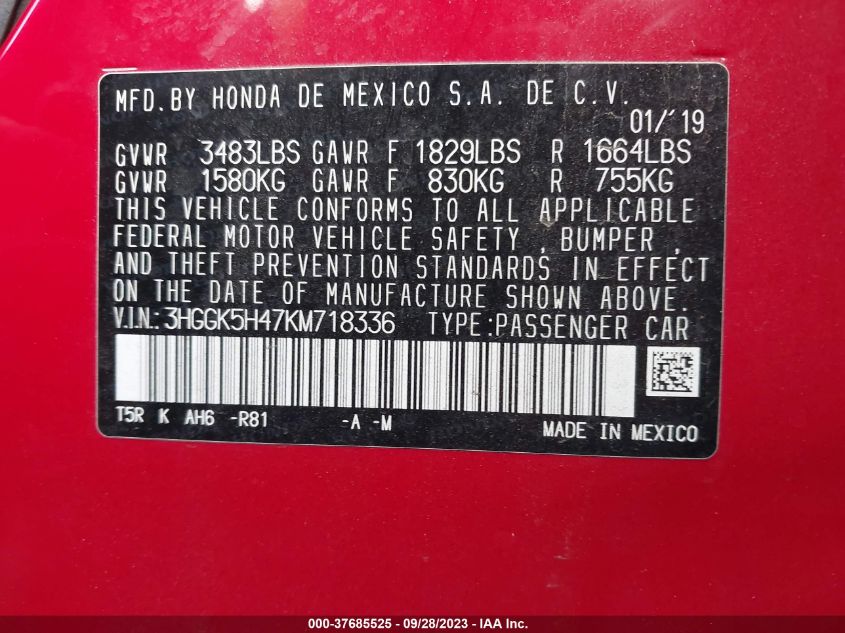 MFD. BY HONDA DE MEXICO S.A. DE C.V.
01/'19
GVWR 3483LBS GAWR F 1829LBS R 1664LBS
GVWR 1580KG GAWR F 830KG R 755KG
THIS VEHICLE CONFORMS TO ALL APPLICABLE
FEDERAL MOTOR VEHICLE SAFETY , BUMPER ,
AND THEFT PREVENTION STANDARDS IN EFFECT
ON THE DATE OF MANUFACTURE SHOWN ABOVE.
V.I.N.: 3HGGK5H47KM718336 TYPE:PASSENGER CAR
T5R K AH6 -R81 -A -M
MADE IN MEXICO
000-37685525 - 09/28/2023 - IAA Inc.